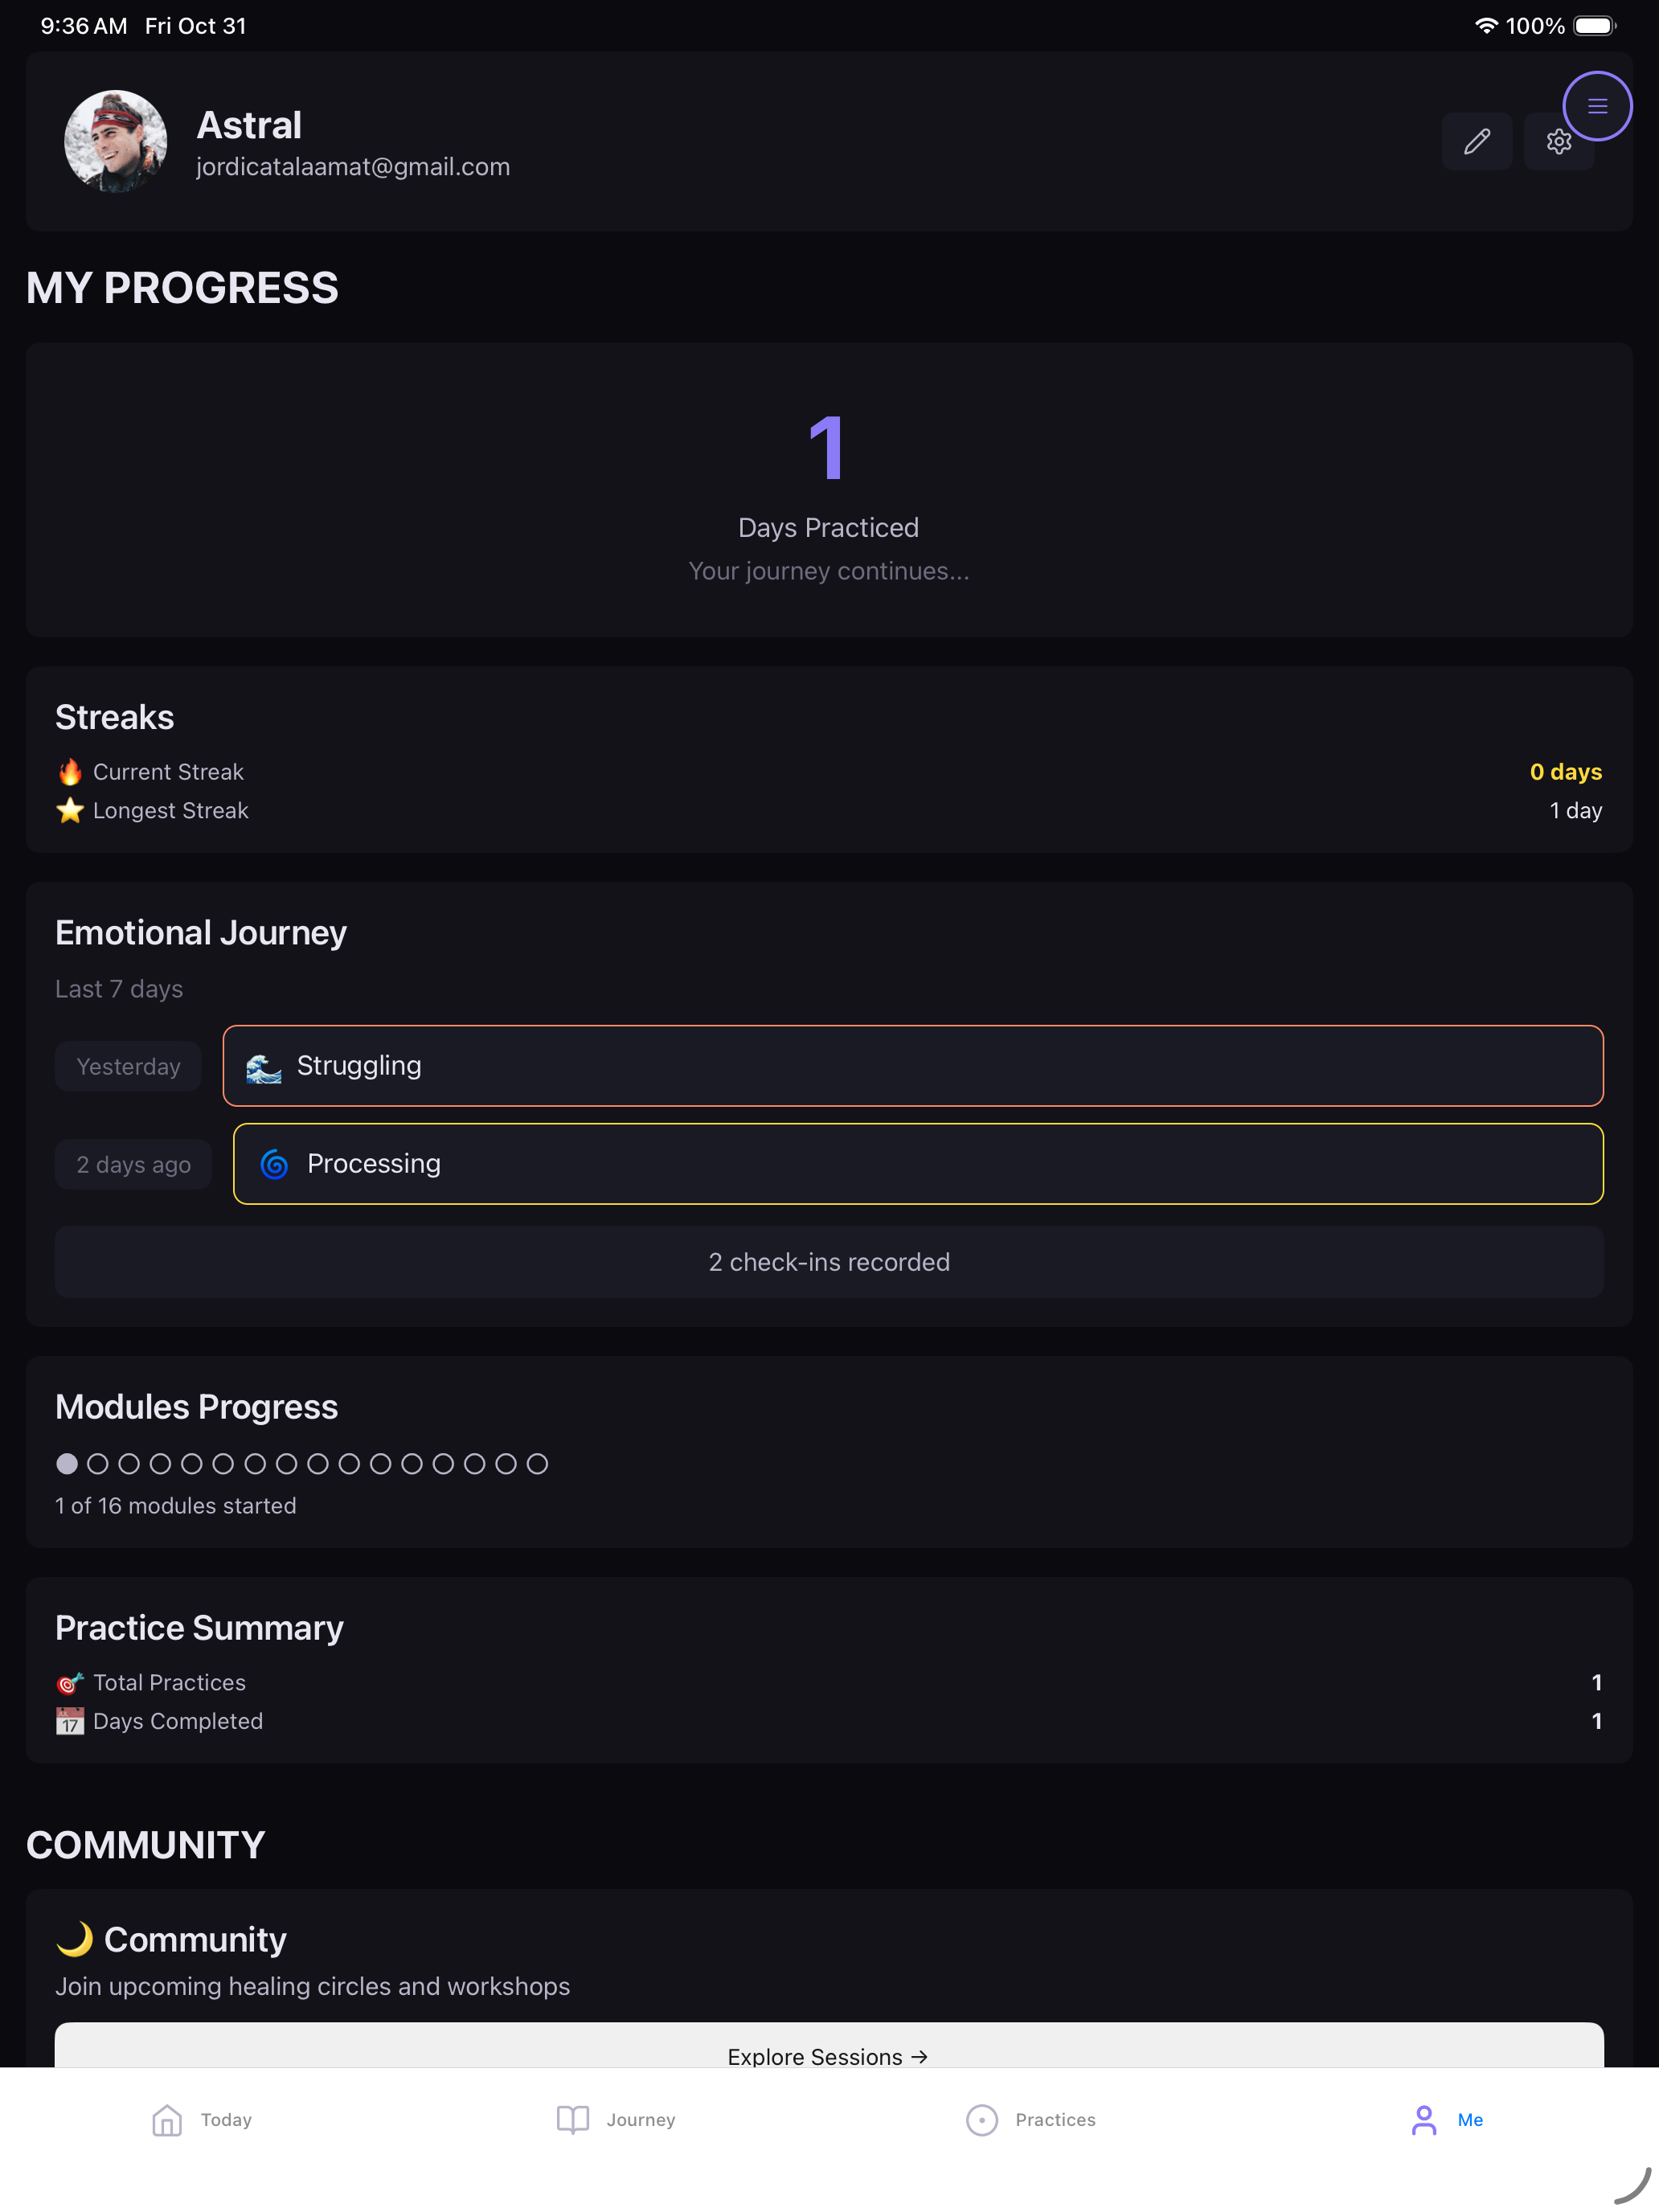 9:36 AM Fri Oct 31
100%
Astral
jordicatalaamat@gmail.com
MY PROGRESS
1
Days Practiced
Your journey continues...
Streaks
🔥 Current Streak 0 days
⭐ Longest Streak 1 day
Emotional Journey
Last 7 days
Yesterday 🌊 Struggling
2 days ago 🌀 Processing
2 check-ins recorded
Modules Progress
1 of 16 modules started
Practice Summary
🎯 Total Practices 1
📅 Days Completed 1
COMMUNITY
🌙 Community
Join upcoming healing circles and workshops
Explore Sessions →
Today Journey Practices Me